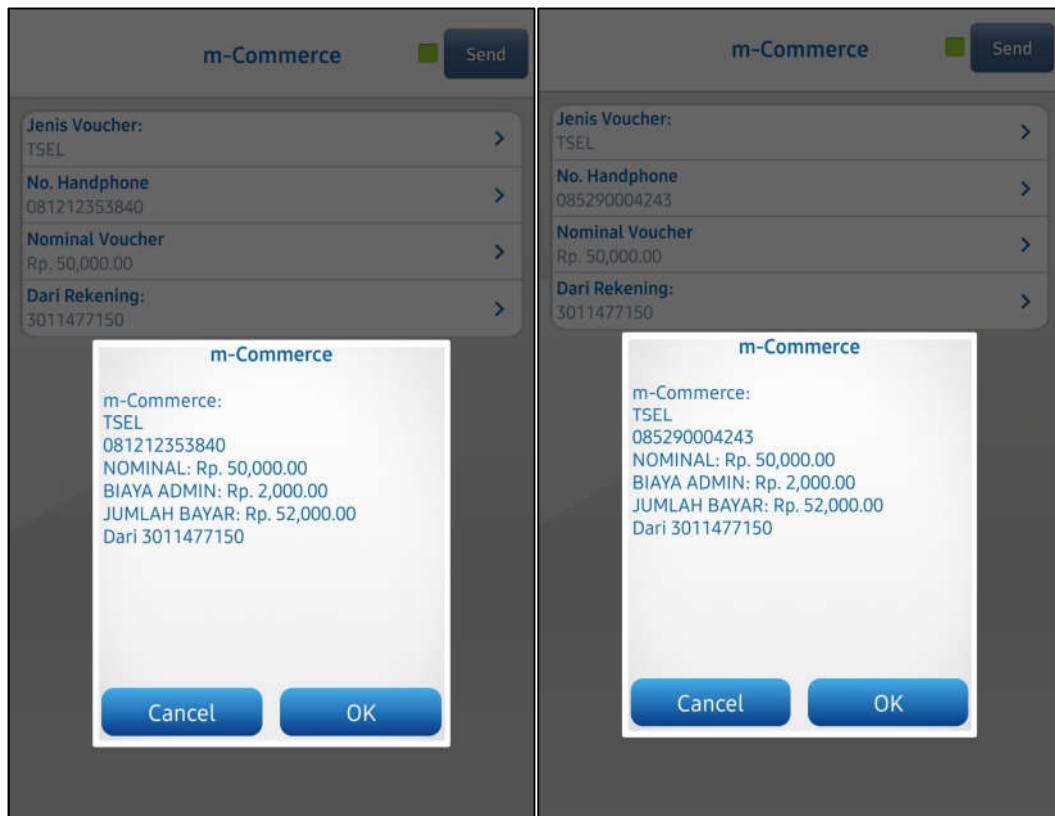 m-Commerce
Send
Jenis Voucher:
TSEL
No. Handphone
081212353840
Nominal Voucher
Rp. 50,000.00
Dari Rekening:
3011477150
m-Commerce
m-Commerce:
TSEL
081212353840
NOMINAL: Rp. 50,000.00
BIAYA ADMIN: Rp. 2,000.00
JUMLAH BAYAR: Rp. 52,000.00
Dari 3011477150
Cancel
OK
m-Commerce
Send
Jenis Voucher:
TSEL
No. Handphone
085290004243
Nominal Voucher
Rp. 50,000.00
Dari Rekening:
3011477150
m-Commerce
m-Commerce:
TSEL
085290004243
NOMINAL: Rp. 50,000.00
BIAYA ADMIN: Rp. 2,000.00
JUMLAH BAYAR: Rp. 52,000.00
Dari 3011477150
Cancel
OK